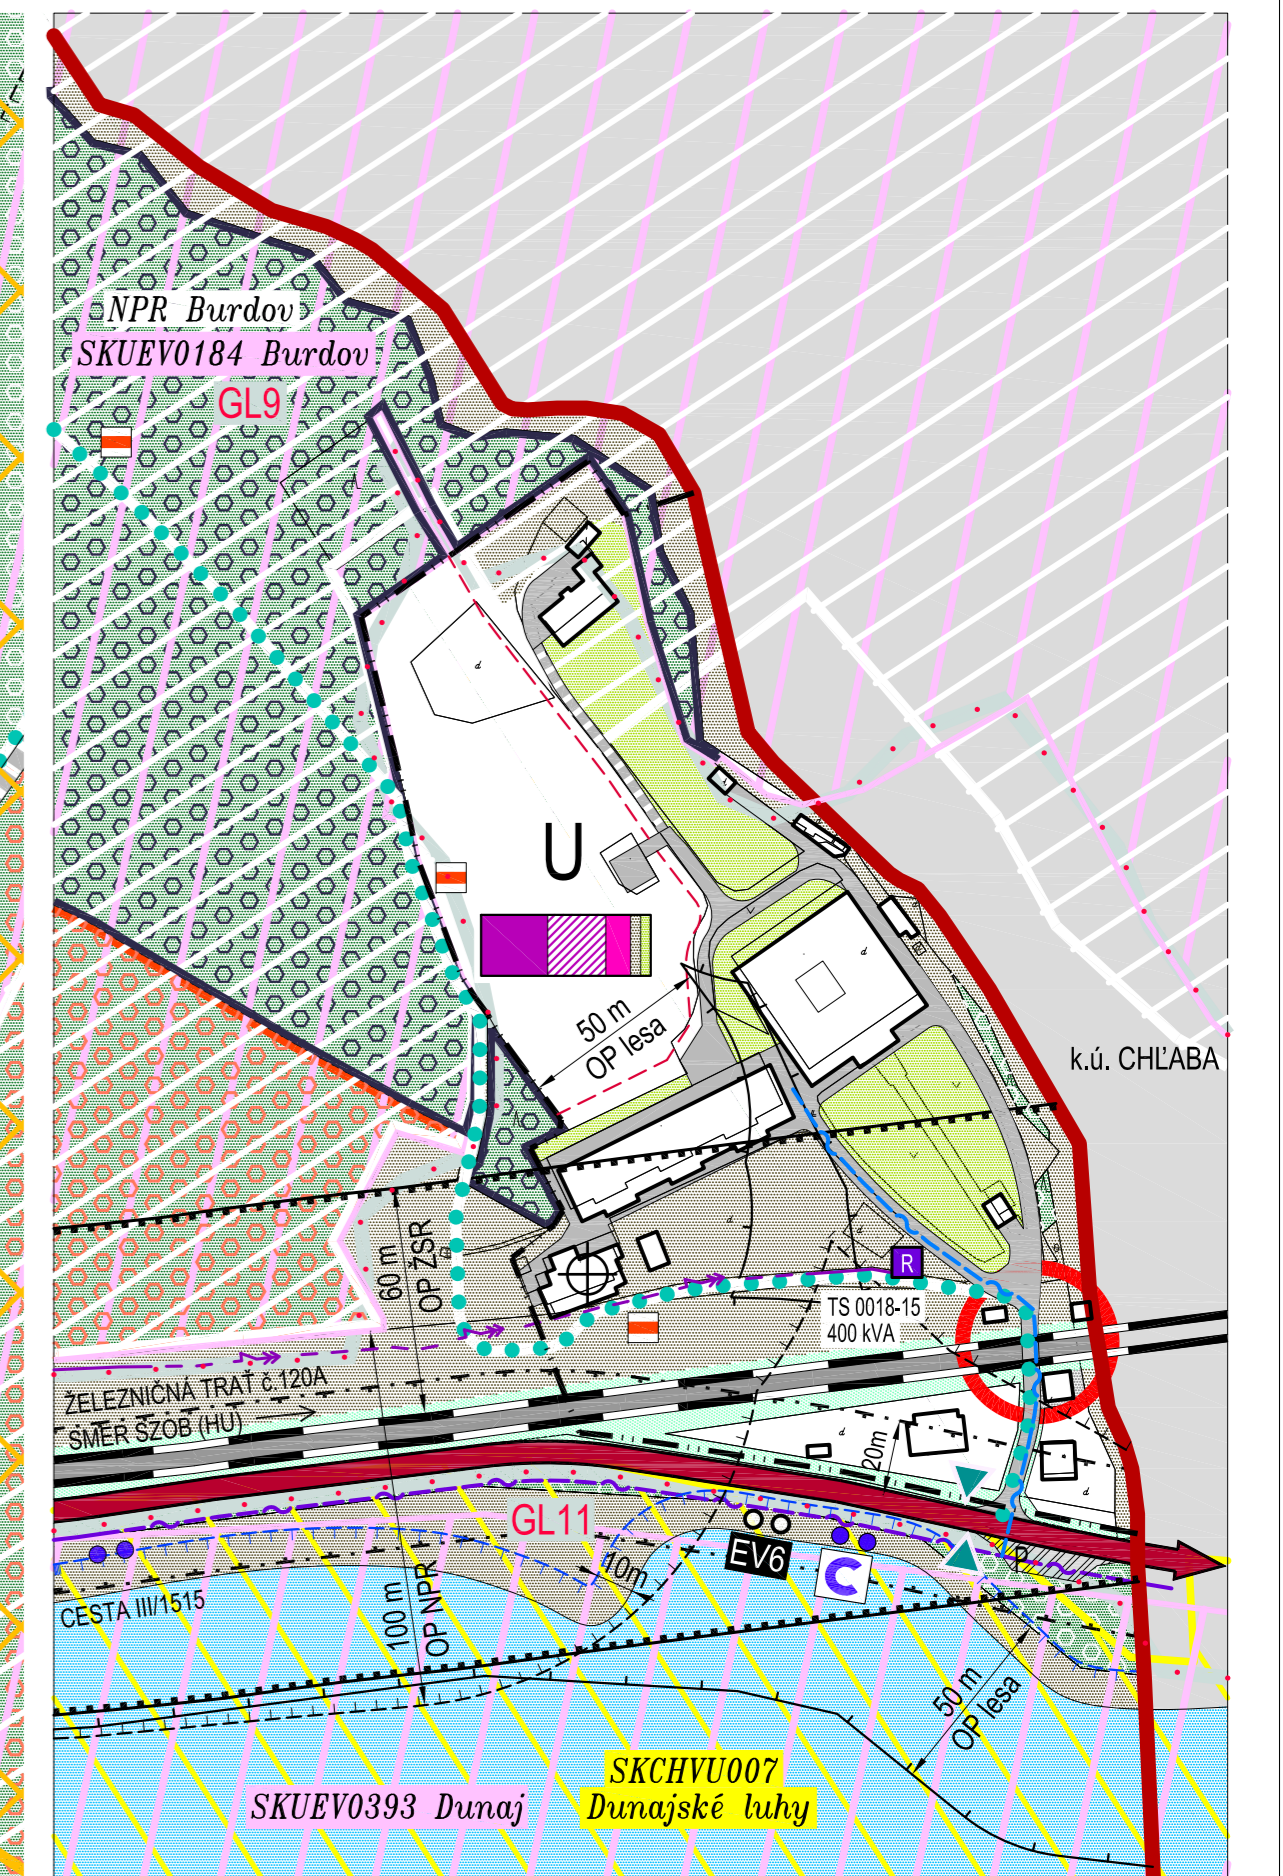 NPR Burdov
SKUEV0184 Burdov
GL9
U
50 m
OP lesa
k.ú. CHĽABA
60 m
OP ŽSR
R
TS 0018-15
400 kVA
ŽELEZNIČNÁ TRAŤ č.120A
SMER SZOB (HU)
20m
GL11
EV6
C
P
10m
CESTA III/1515
100 m
OP NPR
50 m
OP lesa
SKCHVU007
Dunajské luhy
SKUEV0393 Dunaj